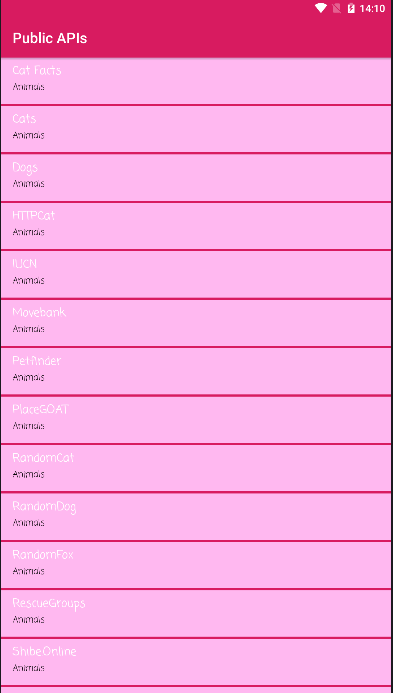 14:10
Public APIs
Cat Facts
Animals
Cats
Animals
Dogs
Animals
HTTPCat
Animals
IUCN
Animals
Movebank
Animals
Petfinder
Animals
PlaceGOAT
Animals
RandomCat
Animals
RandomDog
Animals
RandomFox
Animals
RescueGroups
Animals
Shibe.Online
Animals